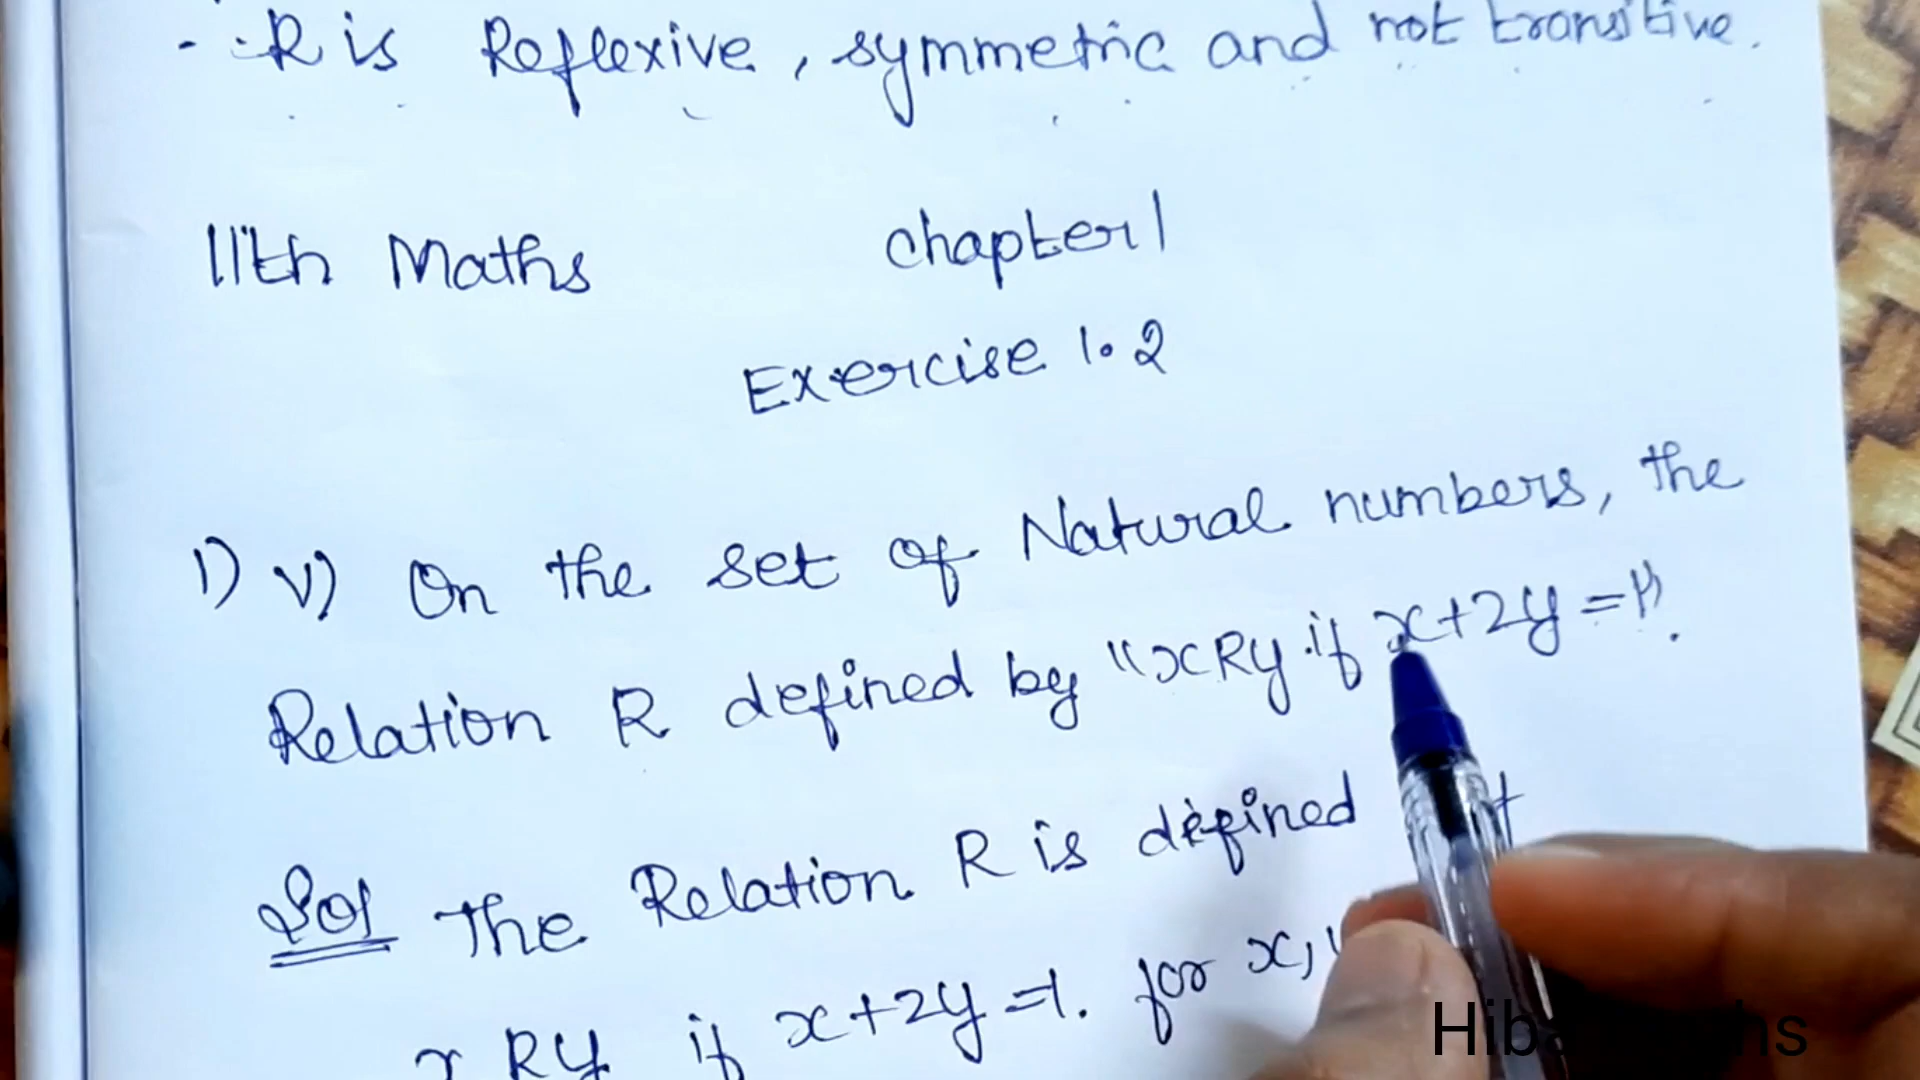 ∴ R is Reflexive, symmetric and not transitive.
11th Maths chapter 1
Exercise 1.2
1) v) On the set of Natural numbers, the
Relation R defined by "xRy if x+2y=1".
Sol The Relation R is defined
x Ry if x+2y=1. for x,
Hiba